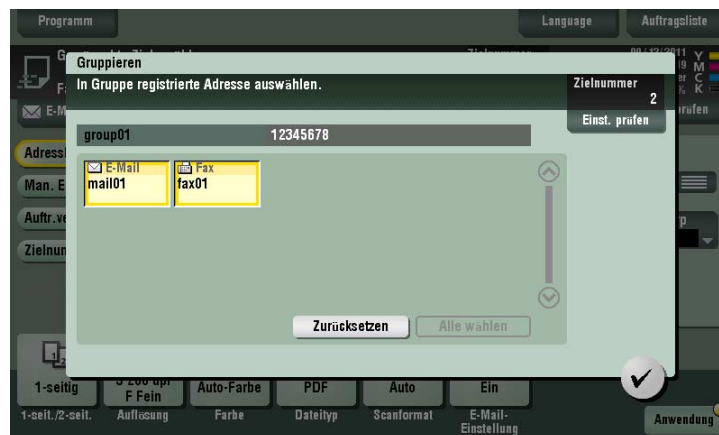 Programm
Language
Auftragsliste
Gruppieren
In Gruppe registrierte Adresse auswählen.
Zielnummer
2
Einst. prüfen
group01 12345678
E-Mail
mail01
Fax
fax01
Man. E
Auftr.ve
Zielnum
Zurücksetzen
Alle wählen
1-seitig
F Fein
Auto-Farbe
PDF
Auto
Ein
1-seit./2-seit.
Auflösung
Farbe
Dateityp
Scanformat
E-Mail-
Einstellung
Anwendung
Y
M
C
K